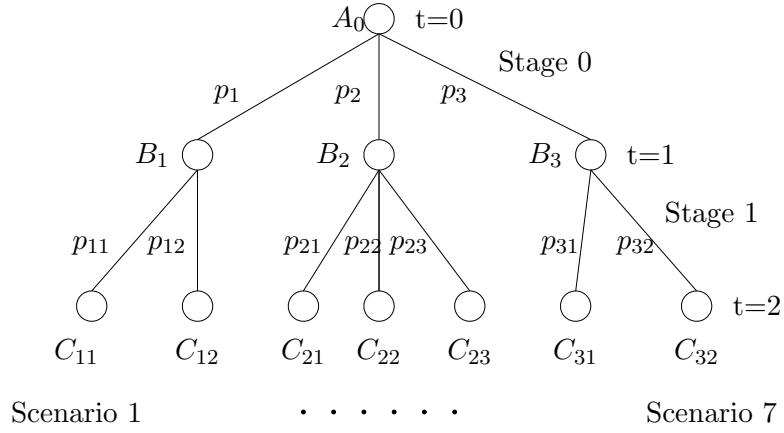 A₀ t=0
Stage 0
p₁ p₂ p₃
B₁ B₂ B₃ t=1
Stage 1
p₁₁ p₁₂ p₂₁ p₂₂ p₂₃ p₃₁ p₃₂
t=2
C₁₁ C₁₂ C₂₁ C₂₂ C₂₃ C₃₁ C₃₂
Scenario 1 . . . . . . Scenario 7